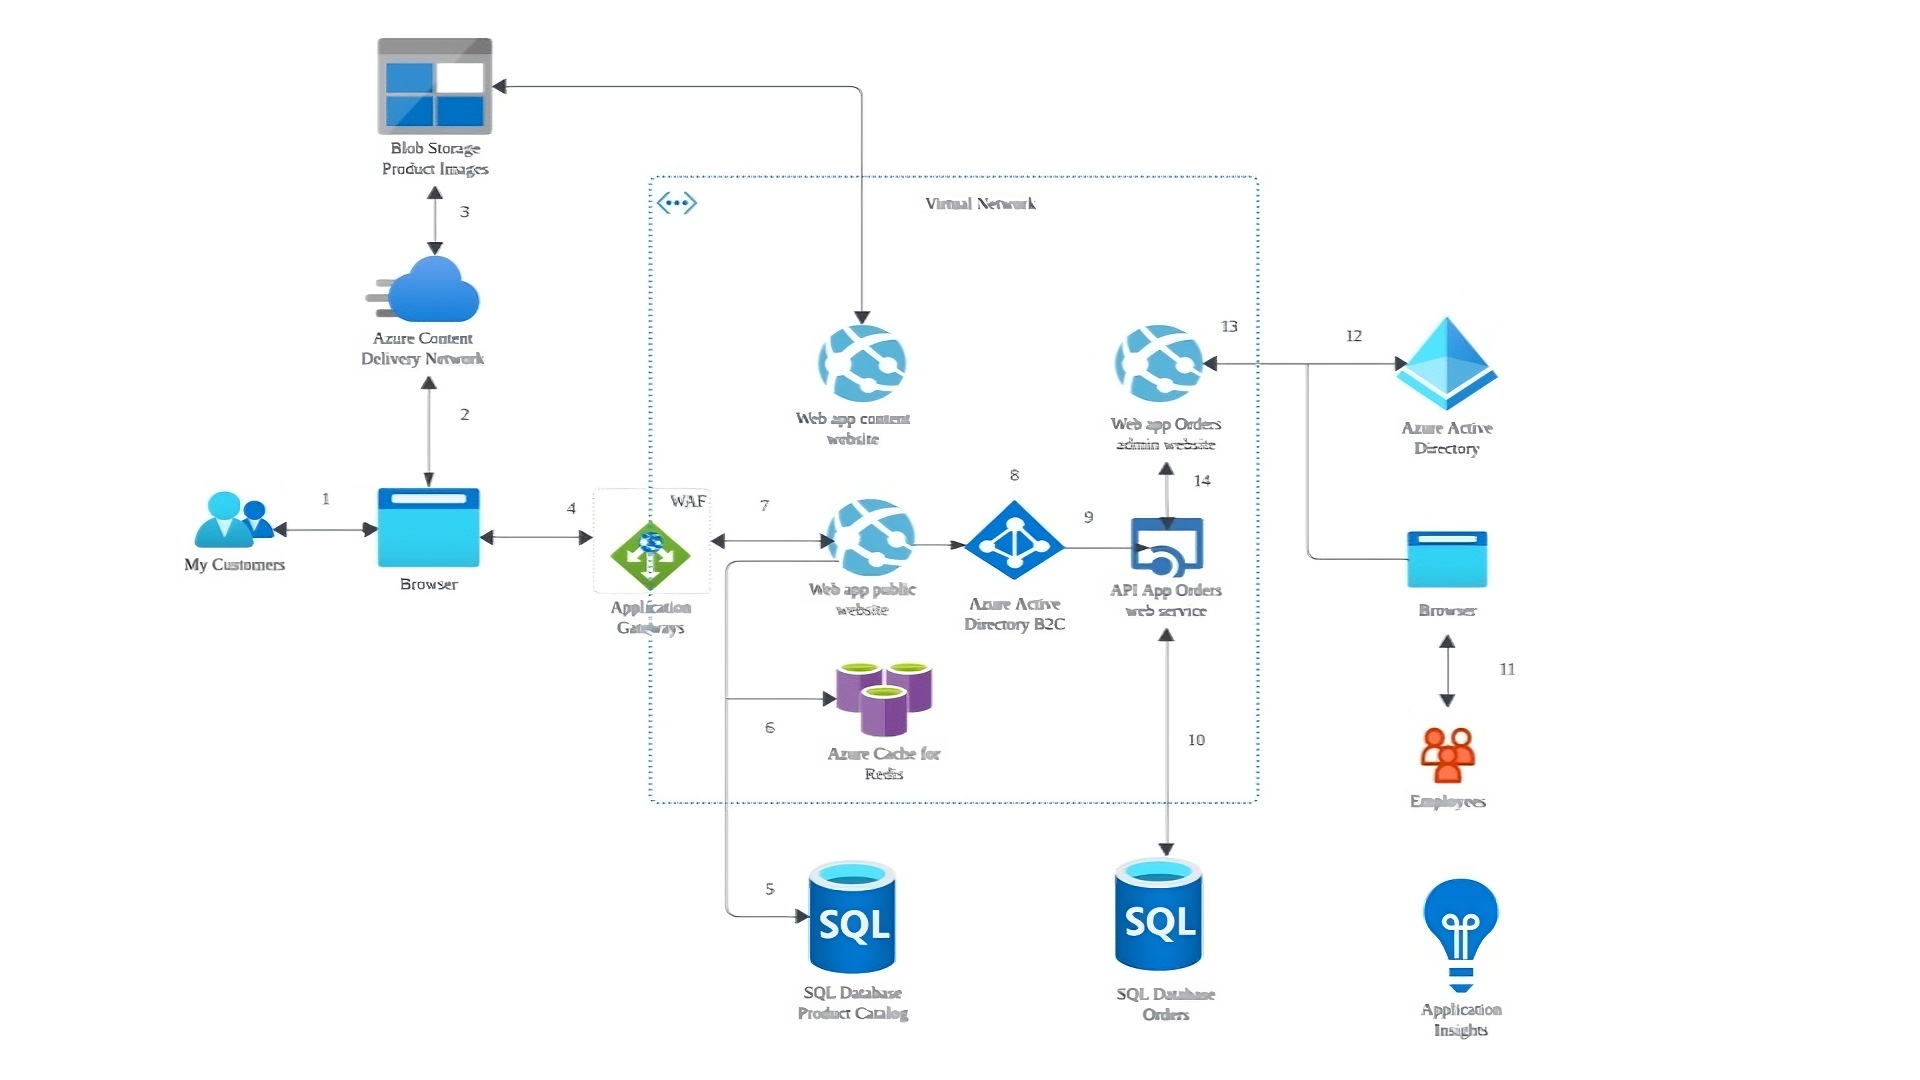 Blob Storage
Product Images
3
Virtual Network
Azure Content
Delivery Network
2
Web app content
website
13
12
Web app Orders
admin website
Azure Active
Directory
My Customers
1
Browser
4
WAF
Application
Gateways
7
Web app public
website
8
Azure Active
Directory B2C
9
14
API App Orders
web service
Browser
11
Employees
6
Azure Cache for
Redis
10
5
SQL
SQL Database
Product Catalog
SQL
SQL Database
Orders
Application
Insights